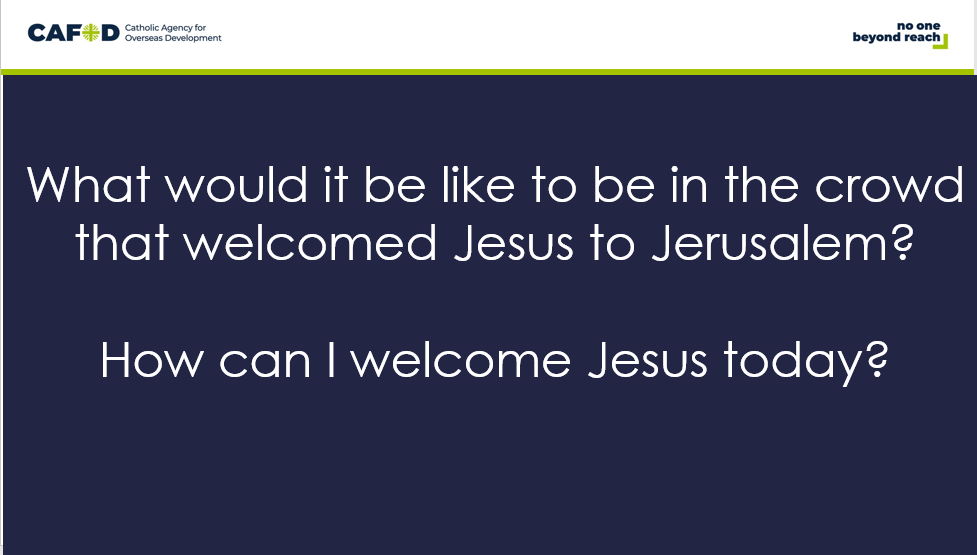 CAFOD Catholic Agency for
Overseas Development
no one
beyond reach
What would it be like to be in the crowd
that welcomed Jesus to Jerusalem?
How can I welcome Jesus today?